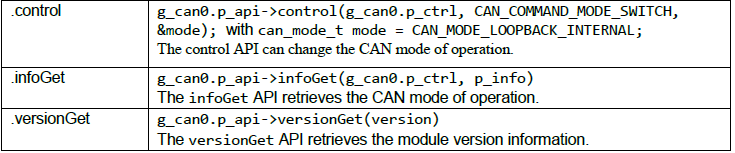 .control
g_can0.p_api->control(g_can0.p_ctrl, CAN_COMMAND_MODE_SWITCH,
&mode); with can_mode_t mode = CAN_MODE_LOOPBACK_INTERNAL;
The control API can change the CAN mode of operation.
.infoGet
g_can0.p_api->infoGet(g_can0.p_ctrl, p_info)
The infoGet API retrieves the CAN mode of operation.
.versionGet
g_can0.p_api->versionGet(version)
The versionGet API retrieves the module version information.